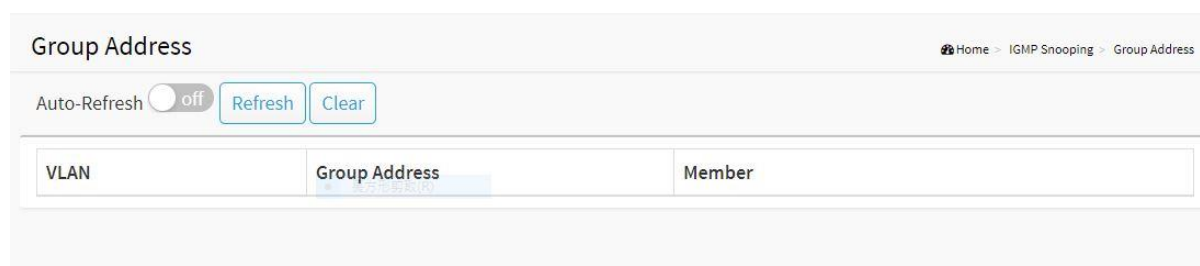 Group Address
Home > IGMP Snooping > Group Address
Auto-Refresh off Refresh Clear
VLAN Group Address Member